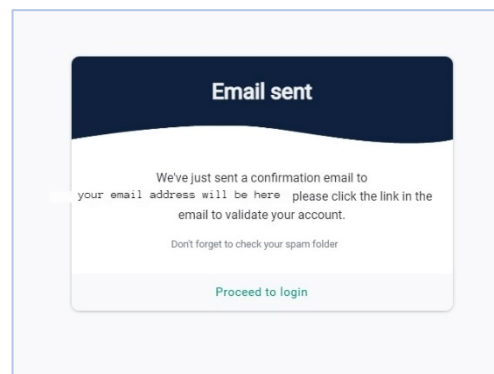 Email sent
We've just sent a confirmation email to
your email address will be here please click the link in the
email to validate your account.
Don't forget to check your spam folder
Proceed to login